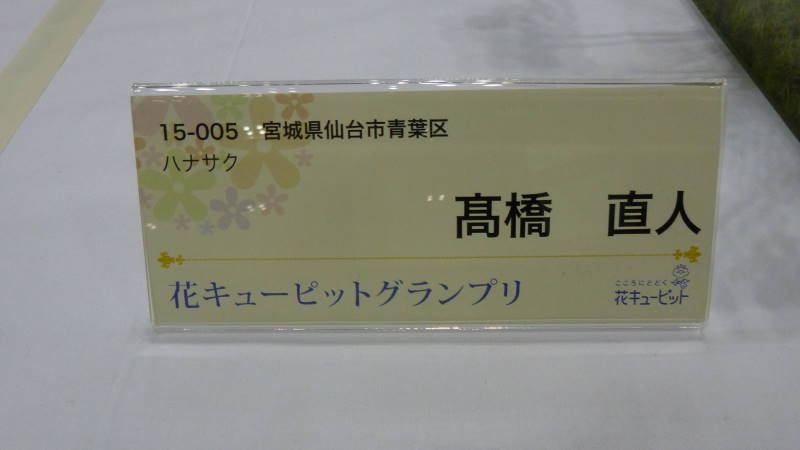 15-005 宮城県仙台市青葉区
ハナサク
髙橋 直人
花キューピットグランプリ
こころにとどく
花キューピット